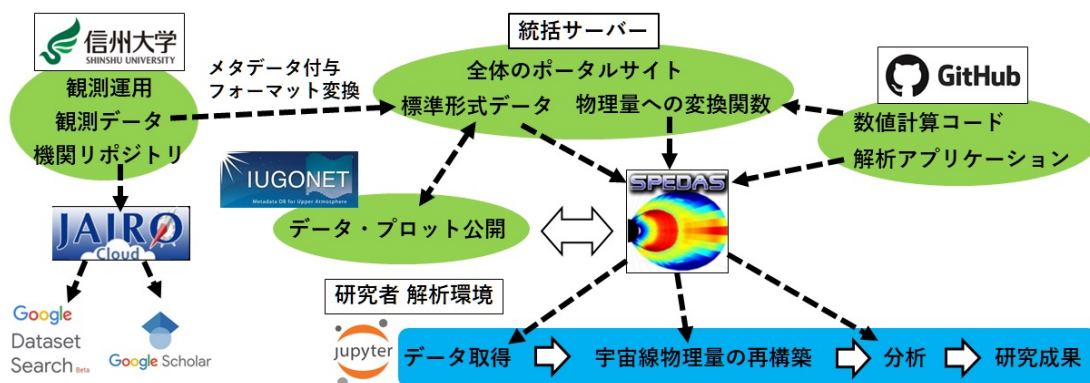 信州大学
SHINSHU UNIVERSITY
観測運用
観測データ
機関リポジトリ
メタデータ付与
フォーマット変換
統括サーバー
全体のポータルサイト
標準形式データ 物理量への変換関数
GitHub
数値計算コード
解析アプリケーション
IUGONET
Metadata DB for Upper Atmosphere
データ・プロット公開
SPEDAS
JAIRO
Cloud
Google
Dataset
Search Beta
Google Scholar
研究者 解析環境
jupyter
データ取得
宇宙線物理量の再構築
分析
研究成果